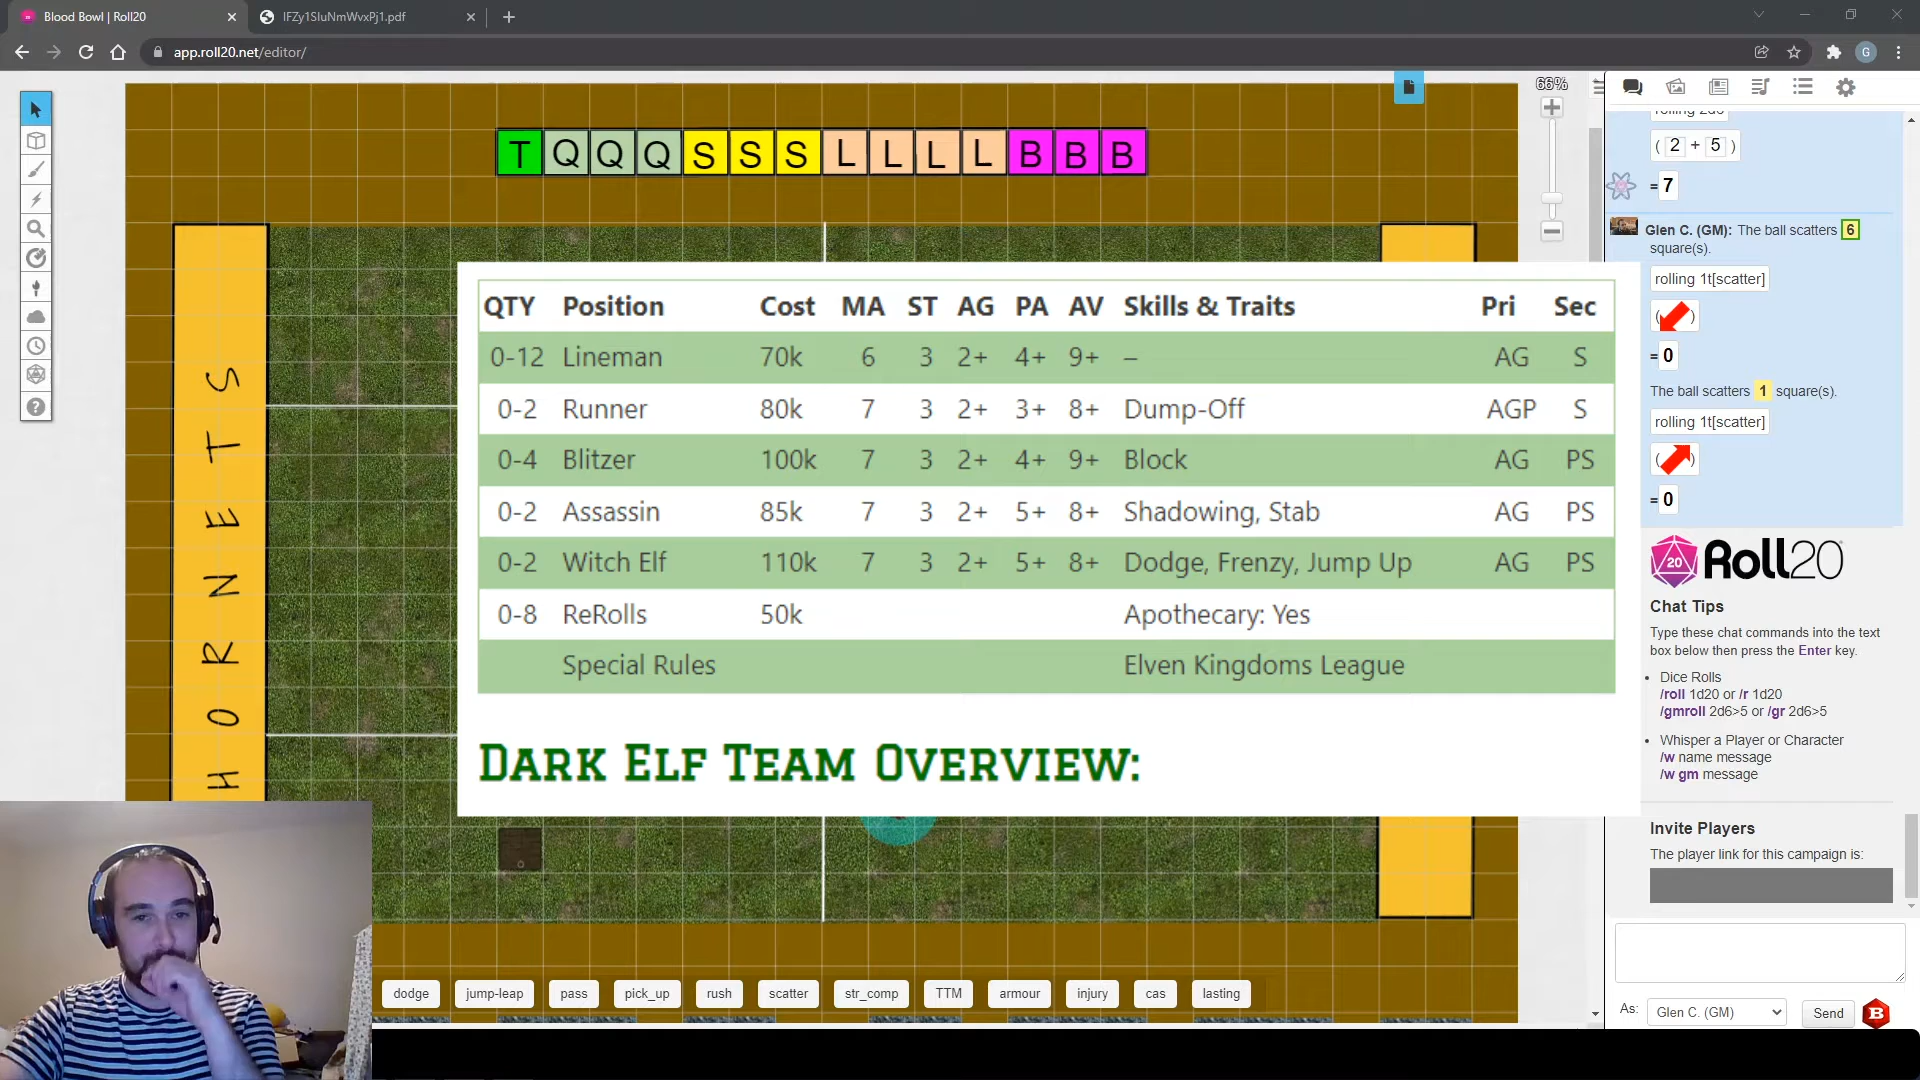 Blood Bowl | Roll20
IFZy1SIuNmWvxPj1.pdf
app.roll20.net/editor/
G
66%
T Q Q Q S S S L L L L B B B
HORNETS
QTY Position Cost MA ST AG PA AV Skills & Traits Pri Sec
0-12 Lineman 70k 6 3 2+ 4+ 9+ – AG S
0-2 Runner 80k 7 3 2+ 3+ 8+ Dump-Off AGP S
0-4 Blitzer 100k 7 3 2+ 4+ 9+ Block AG PS
0-2 Assassin 85k 7 3 2+ 5+ 8+ Shadowing, Stab AG PS
0-2 Witch Elf 110k 7 3 2+ 5+ 8+ Dodge, Frenzy, Jump Up AG PS
0-8 ReRolls 50k Apothecary: Yes
Special Rules Elven Kingdoms League
Dark Elf Team Overview:
dodge jump-leap pass pick_up rush scatter str_comp TTM armour injury cas lasting
rolling 2d6
( 2 + 5 )
= 7
Glen C. (GM): The ball scatters 6
square(s).
rolling 1t[scatter]
( )
= 0
The ball scatters 1 square(s).
rolling 1t[scatter]
( )
= 0
20 Roll20
Chat Tips
Type these chat commands into the text
box below then press the Enter key.
• Dice Rolls
/roll 1d20 or /r 1d20
/gmroll 2d6>5 or /gr 2d6>5
• Whisper a Player or Character
/w name message
/w gm message
Invite Players
The player link for this campaign is:
As: Glen C. (GM) Send B